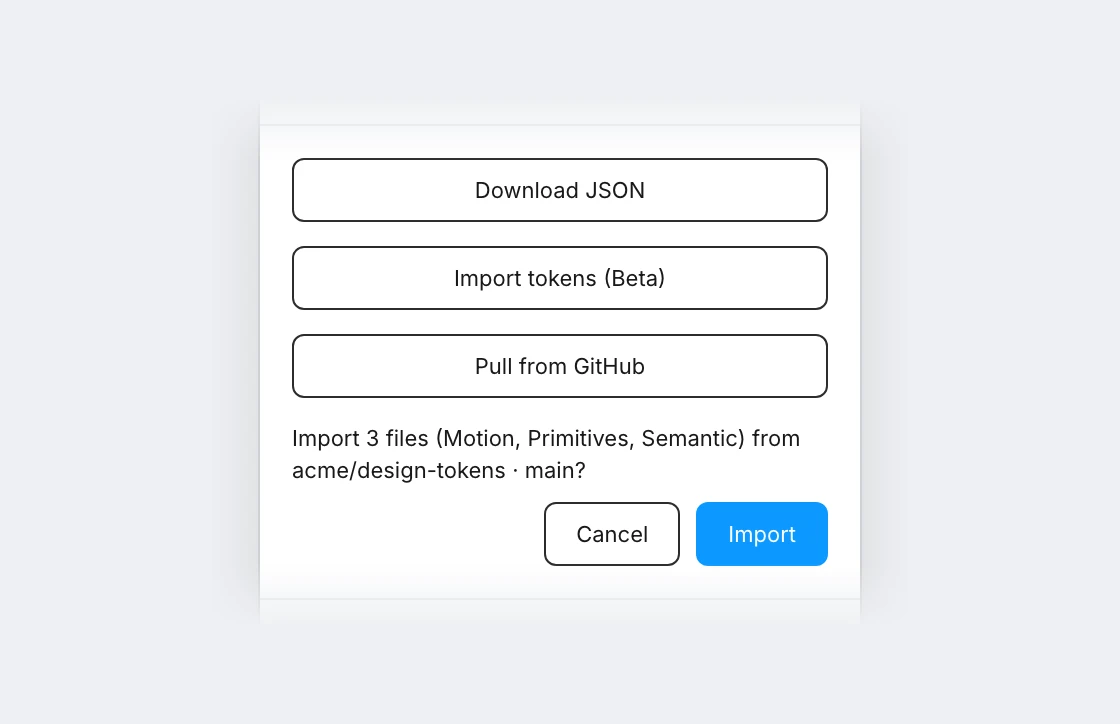 Download JSON
Import tokens (Beta)
Pull from GitHub
Import 3 files (Motion, Primitives, Semantic) from
acme/design-tokens · main?
Cancel
Import